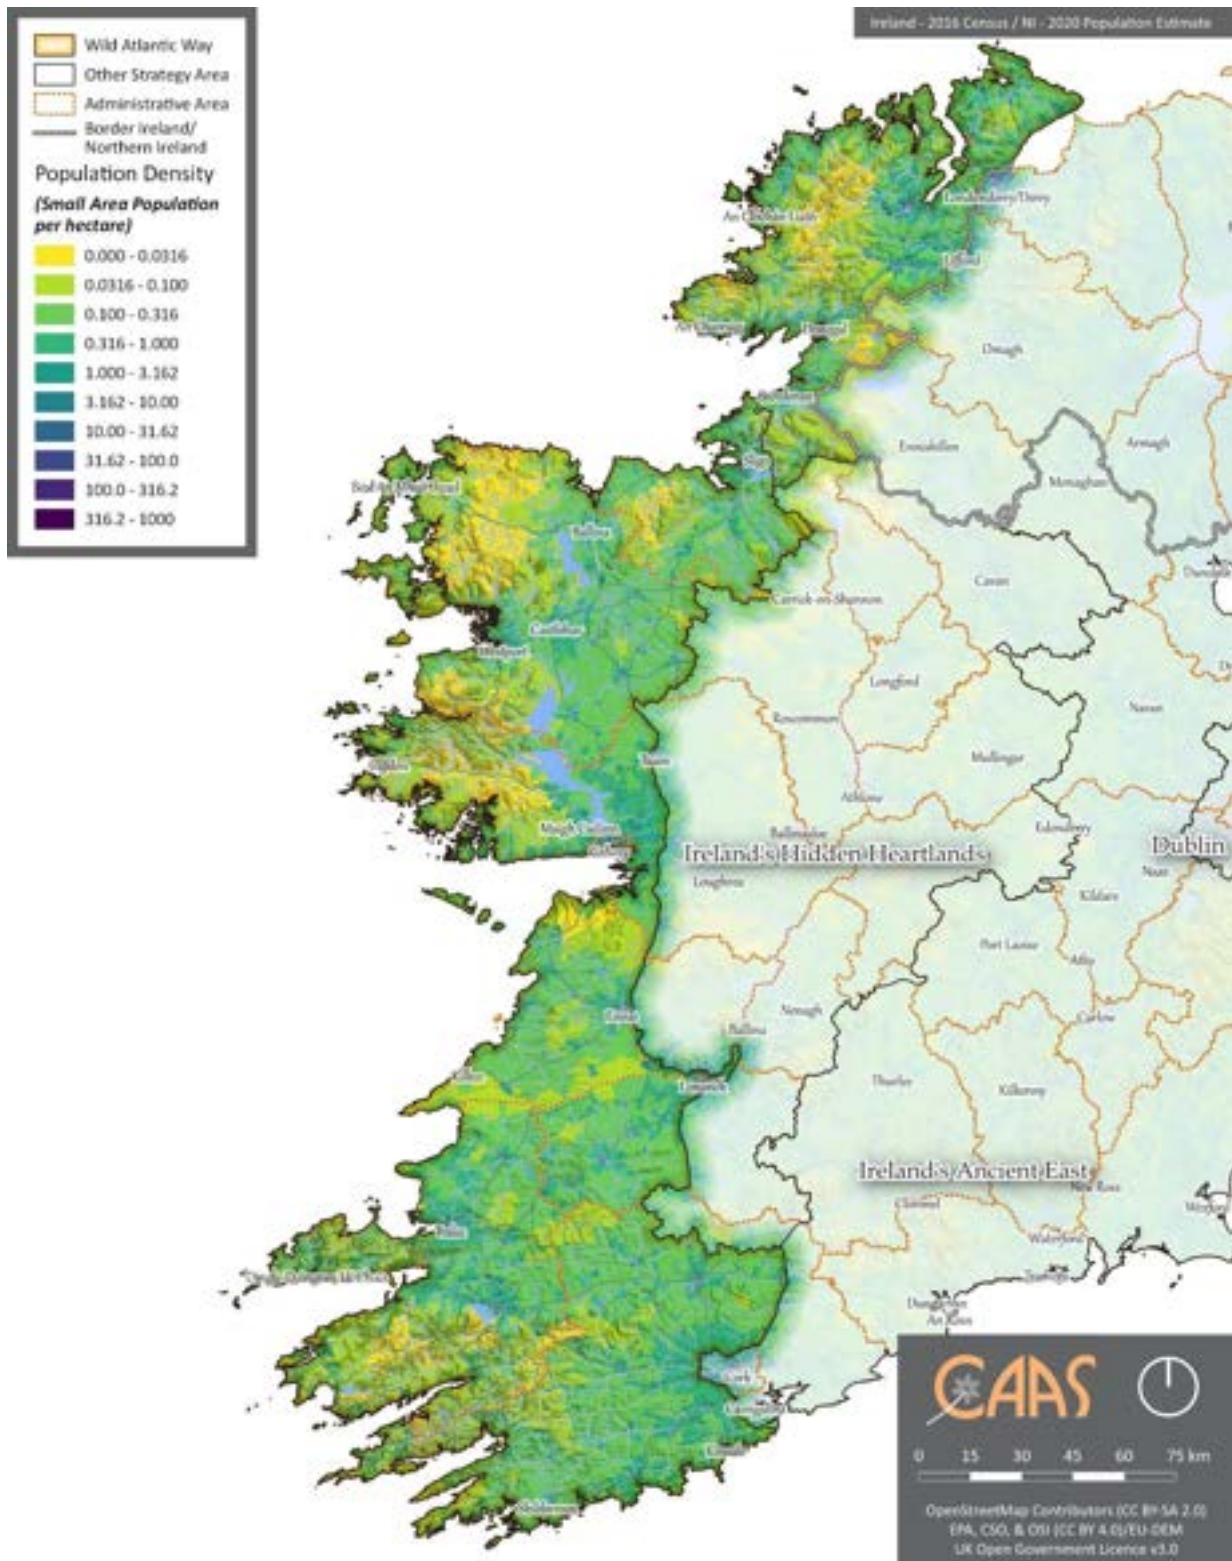 Ireland - 2016 Census / NI - 2020 Population Estimate
Wild Atlantic Way
Other Strategy Area
Administrative Area
Border Ireland/
Northern Ireland
Population Density
(Small Area Population
per hectare)
0.000 - 0.0316
0.0316 - 0.100
0.100 - 0.316
0.316 - 1.000
1.000 - 3.162
3.162 - 10.00
10.00 - 31.62
31.62 - 100.0
100.0 - 316.2
316.2 - 1000
Londonderry/Derry
Lifford
Donegal
Omagh
Enniskillen
Armagh
Monaghan
Sligo
Ballina
Cavan
Carrick-on-Shannon
Castlebar
Westport
Longford
Roscommon
Navan
Mullingar
Tuam
Athlone
Ballinasloe
Edenderry
Ireland's Hidden Heartlands
Dublin
Naas
Loughrea
Kildare
Port Laoise
Athy
Nenagh
Carlow
Ennis
Ballina
Limerick
Thurles
Kilkenny
Ireland's Ancient East
New Ross
Clonmel
Waterford
Tralee
Tramore
Dungarvan
Cork
CAAS
0 15 30 45 60 75 km
OpenStreetMap Contributors (CC BY-SA 2.0)
EPA, CSO, & OSI (CC BY 4.0)/EU-DEM
UK Open Government Licence v3.0